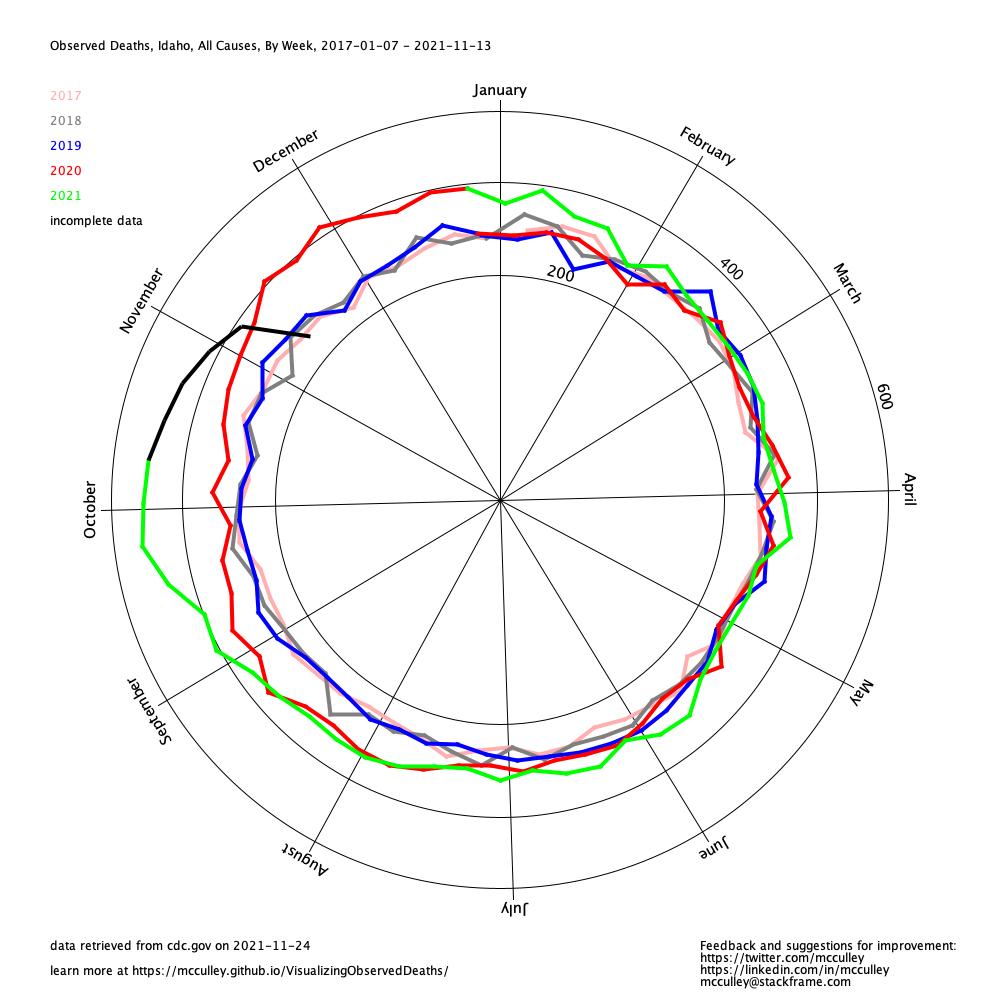 Observed Deaths, Idaho, All Causes, By Week, 2017-01-07 - 2021-11-13
January
2017
2018
2019
2020
2021
incomplete data
December
February
November
March
200
400
600
October
April
September
May
August
June
July
data retrieved from cdc.gov on 2021-11-24
learn more at https://mcculley.github.io/VisualizingObservedDeaths/
Feedback and suggestions for improvement:
https://twitter.com/mcculley
https://linkedin.com/in/mcculley
mcculley@stackframe.com